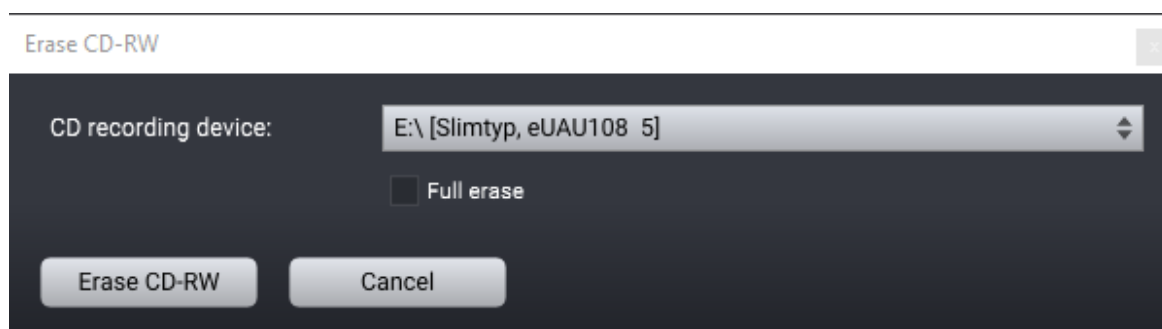 Erase CD-RW
CD recording device: E:\ [Slimtyp, eUAU108 5]
Full erase
Erase CD-RW Cancel